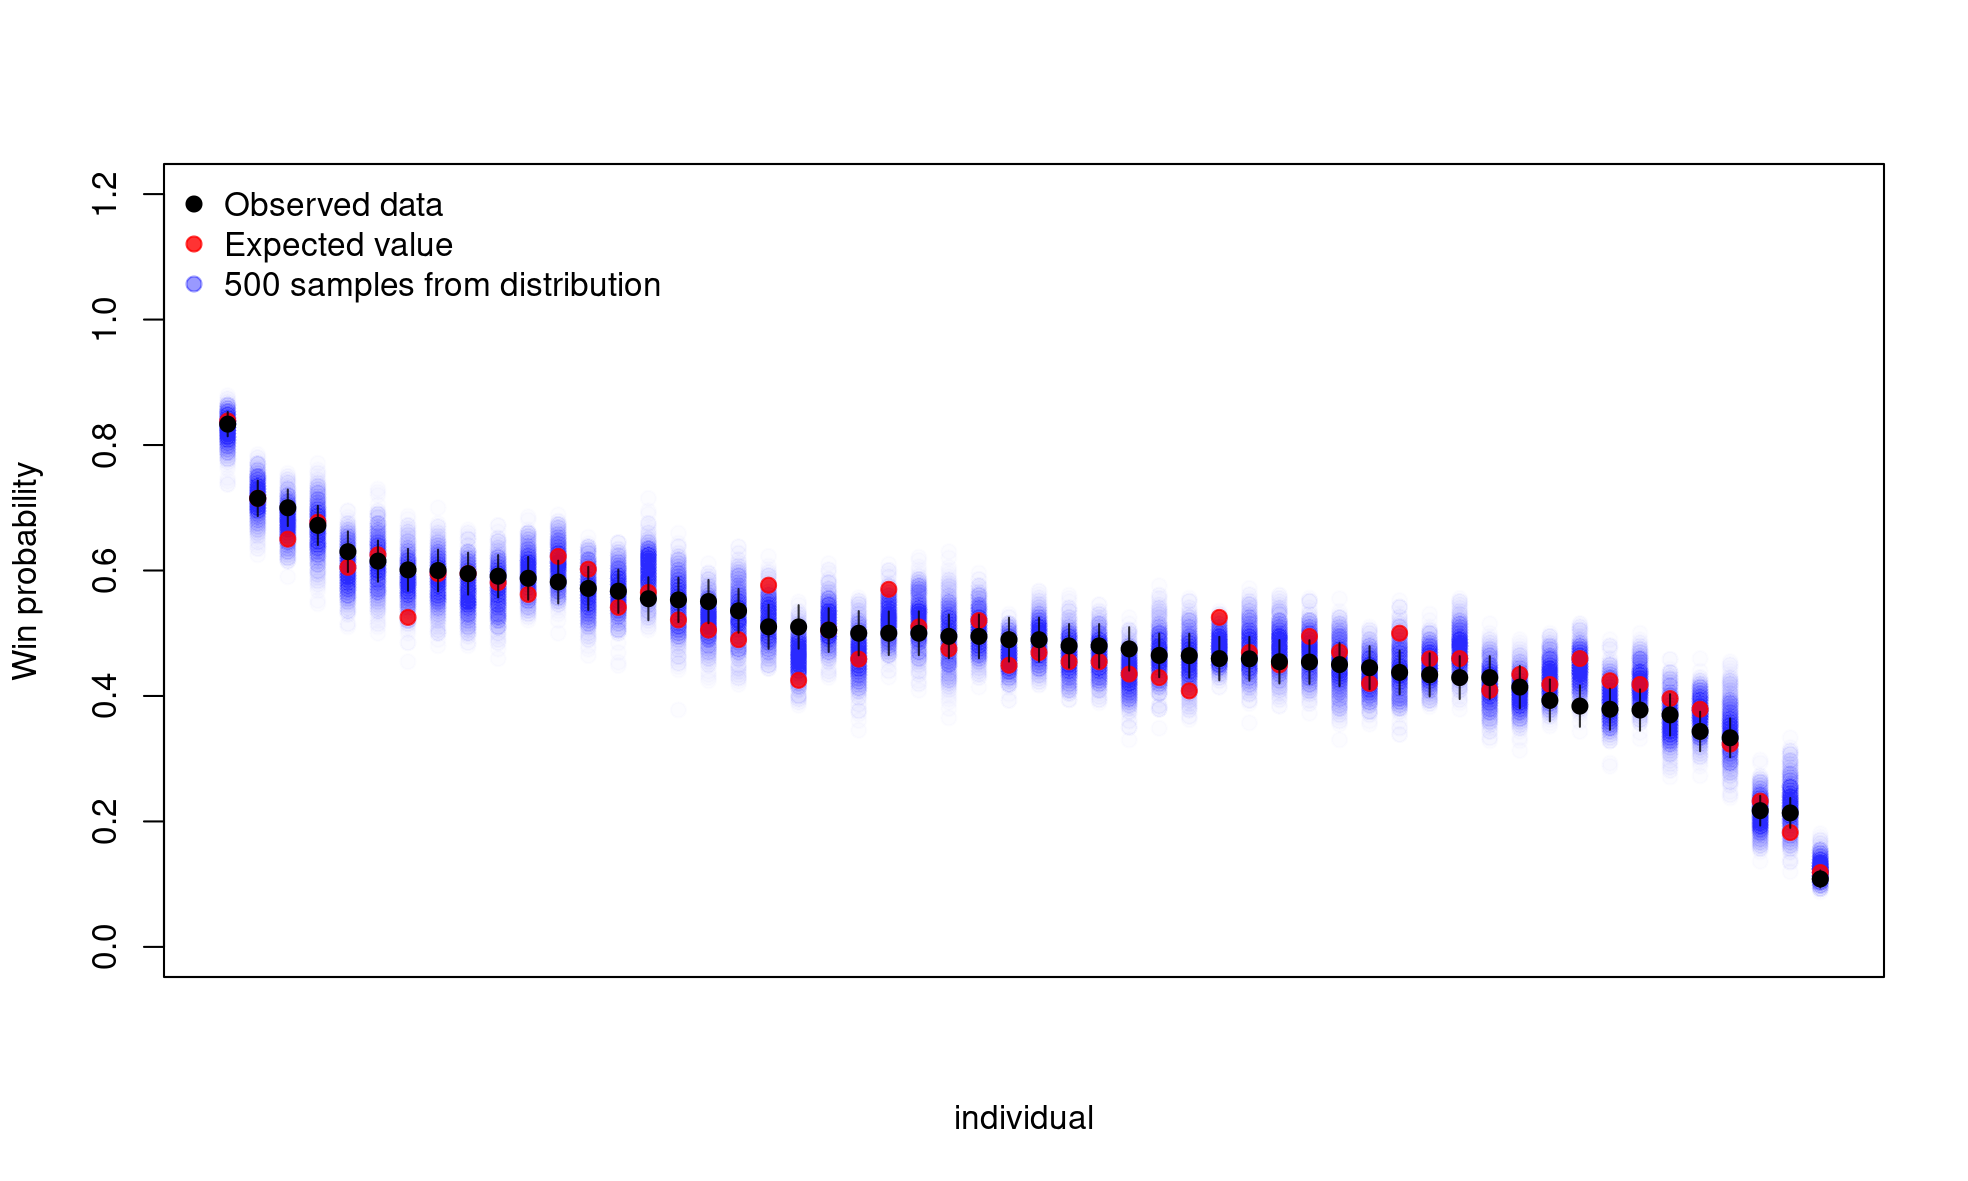 Observed data
Expected value
500 samples from distribution
1.2
1.0
0.8
0.6
0.4
0.2
0.0
Win probability
individual